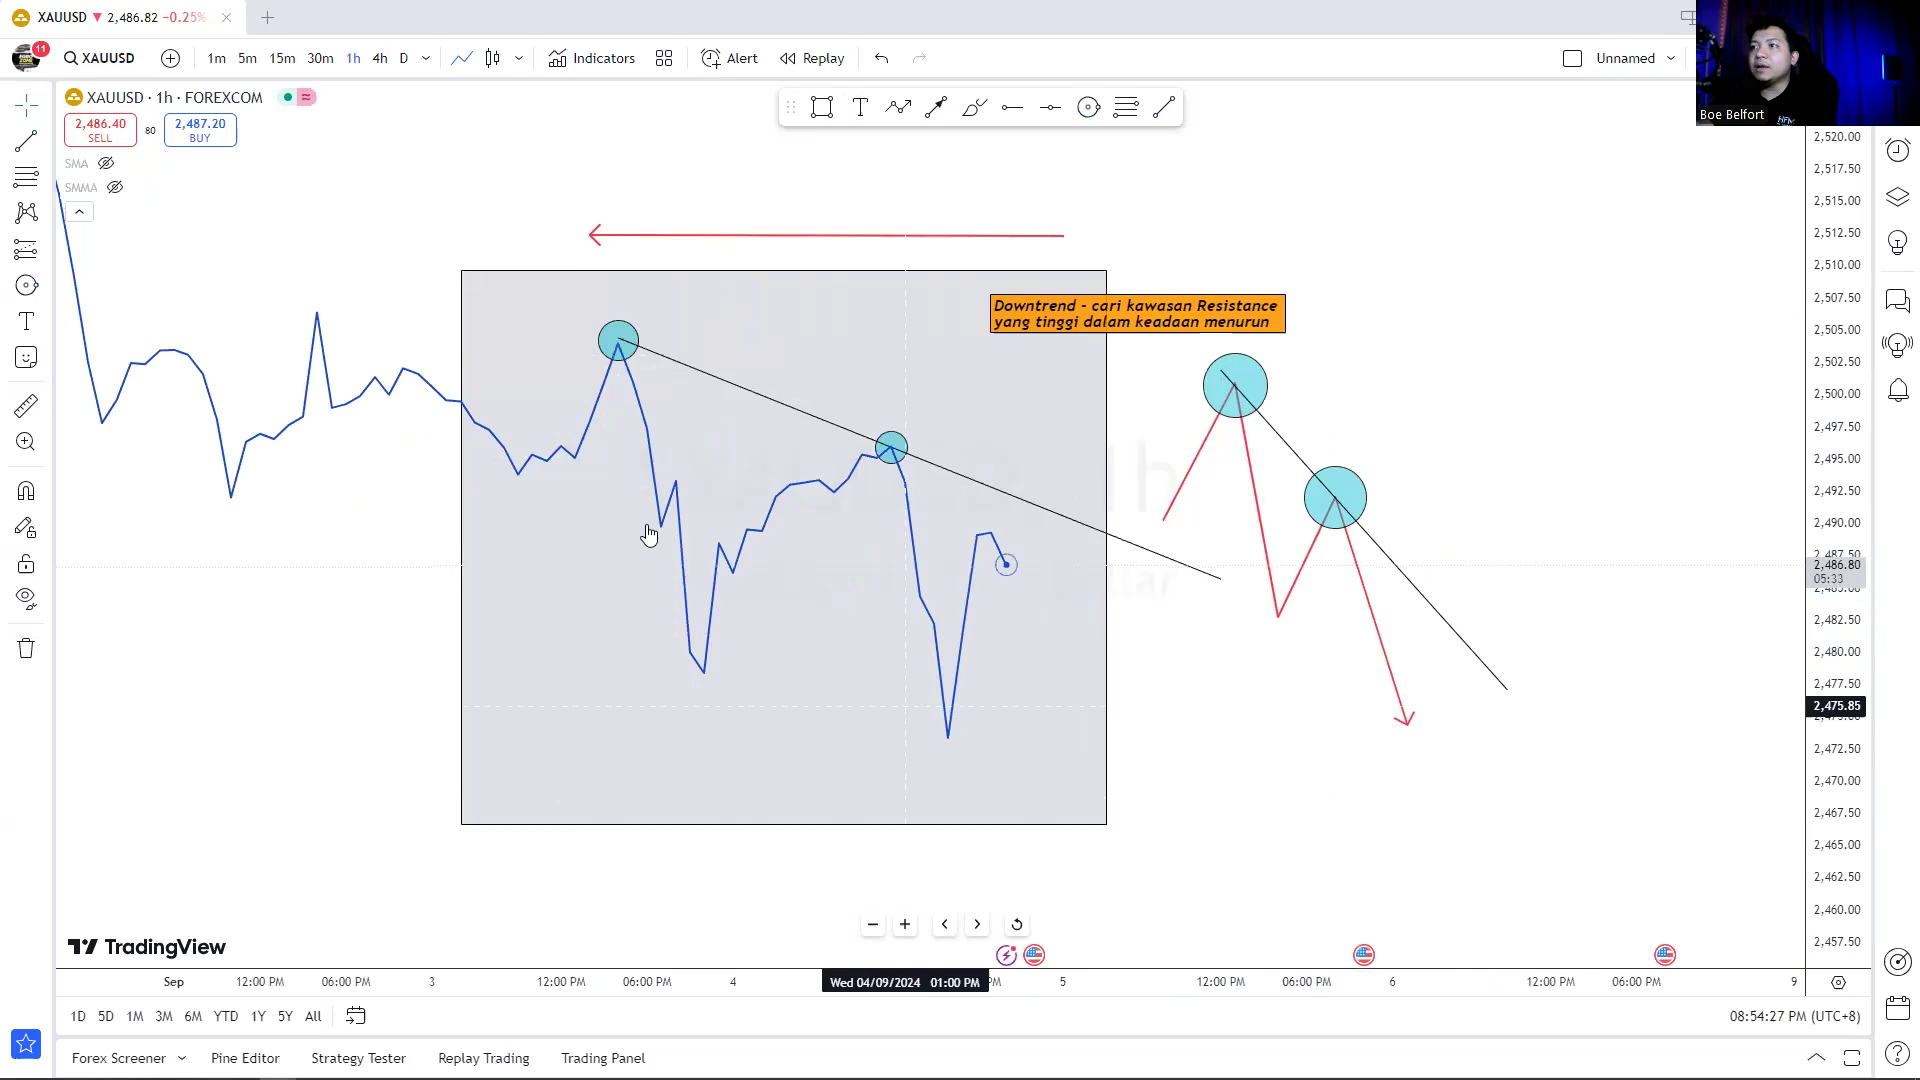 XAUUSD ▼ 2,486.82 −0.25%
11
XAUUSD
1m 5m 15m 30m 1h 4h D
Indicators
Alert
Replay
Unnamed
Boe Belfort
HFM
XAUUSD · 1h · FOREXCOM
2,486.40
SELL
80
2,487.20
BUY
SMA
SMMA
Downtrend - cari kawasan Resistance
yang tinggi dalam keadaan menurun
2,520.00
2,517.50
2,515.00
2,512.50
2,510.00
2,507.50
2,505.00
2,502.50
2,500.00
2,497.50
2,495.00
2,492.50
2,490.00
2,487.50
2,486.80
05:33
2,485.00
2,482.50
2,480.00
2,477.50
2,475.85
2,472.50
2,470.00
2,467.50
2,465.00
2,462.50
2,460.00
2,457.50
TradingView
Sep 12:00 PM 06:00 PM 3 12:00 PM 06:00 PM 4 Wed 04/09/2024 01:00 PM PM 5 12:00 PM 06:00 PM 6 12:00 PM 06:00 PM 9
1D 5D 1M 3M 6M YTD 1Y 5Y All
08:54:27 PM (UTC+8)
Forex Screener Pine Editor Strategy Tester Replay Trading Trading Panel